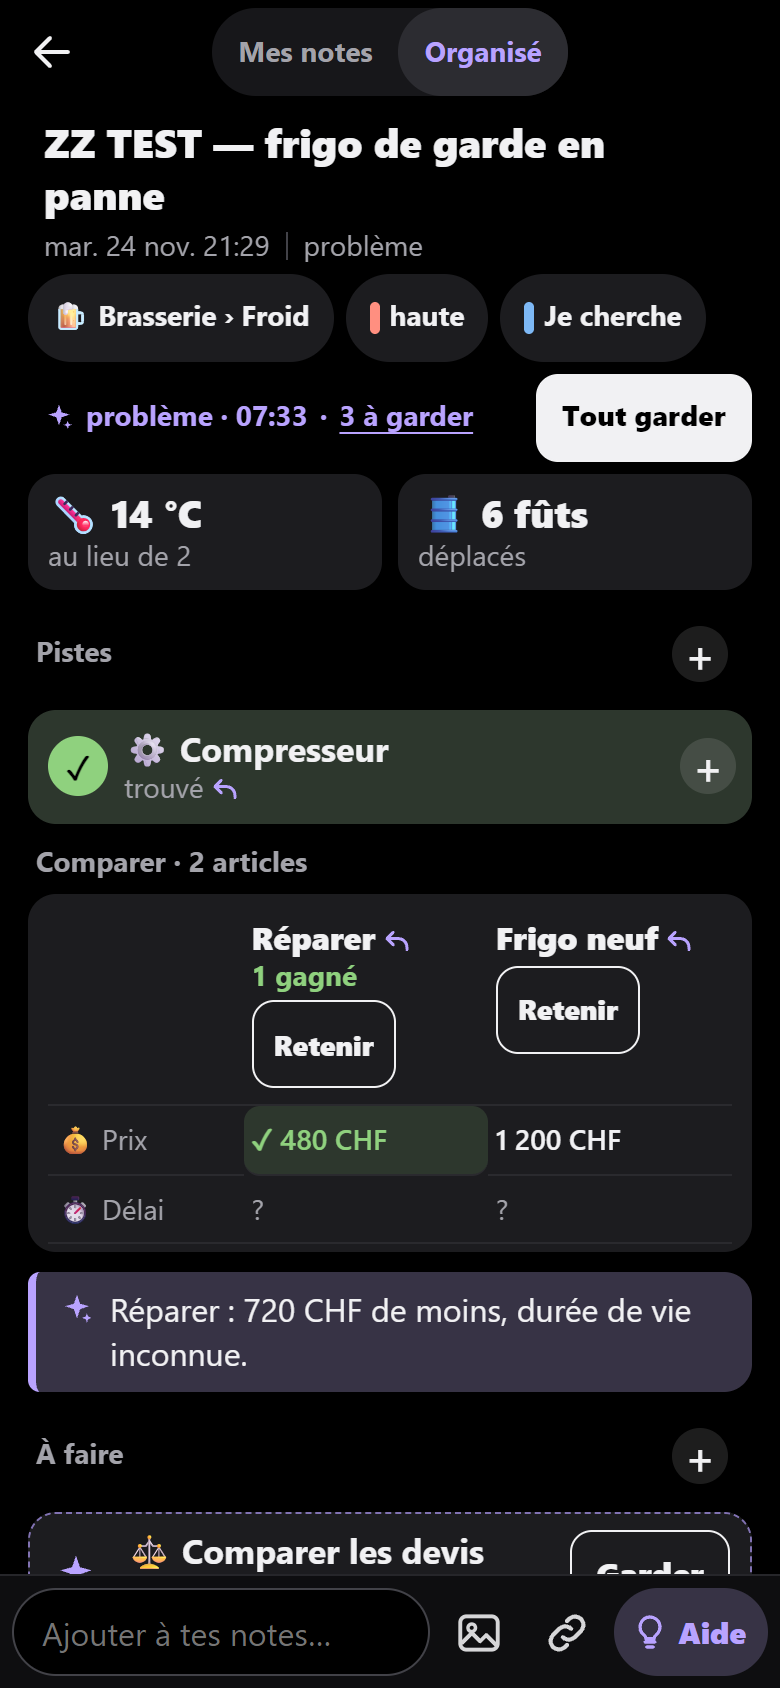 Mes notes
Organisé
ZZ TEST — frigo de garde en
panne
mar. 24 nov. 21:29 | problème
Brasserie › Froid
haute
Je cherche
problème · 07:33 · 3 à garder
Tout garder
14 °C
au lieu de 2
6 fûts
déplacés
Pistes
+
✓
Compresseur
trouvé
+
Comparer · 2 articles
Réparer
1 gagné
Retenir
Frigo neuf
Retenir
Prix
✓ 480 CHF
1 200 CHF
Délai
?
?
Réparer : 720 CHF de moins, durée de vie
inconnue.
À faire
+
Comparer les devis
Garder
Ajouter à tes notes…
Aide